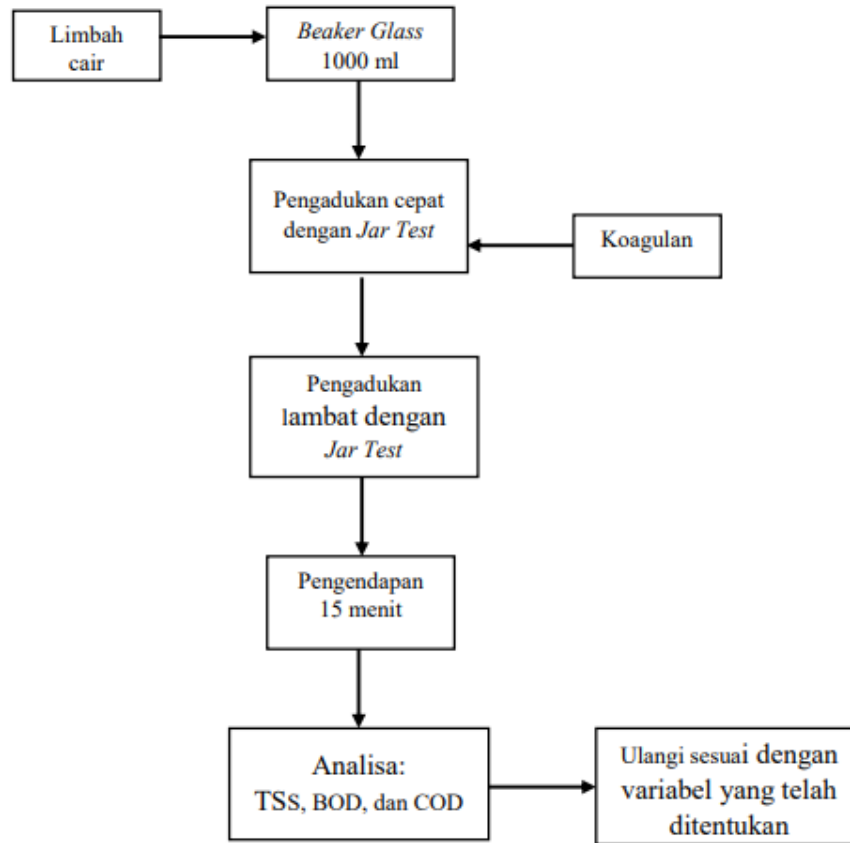 Limbah
cair
Beaker Glass
1000 ml
Pengadukan cepat
dengan Jar Test
Koagulan
Pengadukan
lambat dengan
Jar Test
Pengendapan
15 menit
Analisa:
TSS, BOD, dan COD
Ulangi sesuai dengan
variabel yang telah
ditentukan